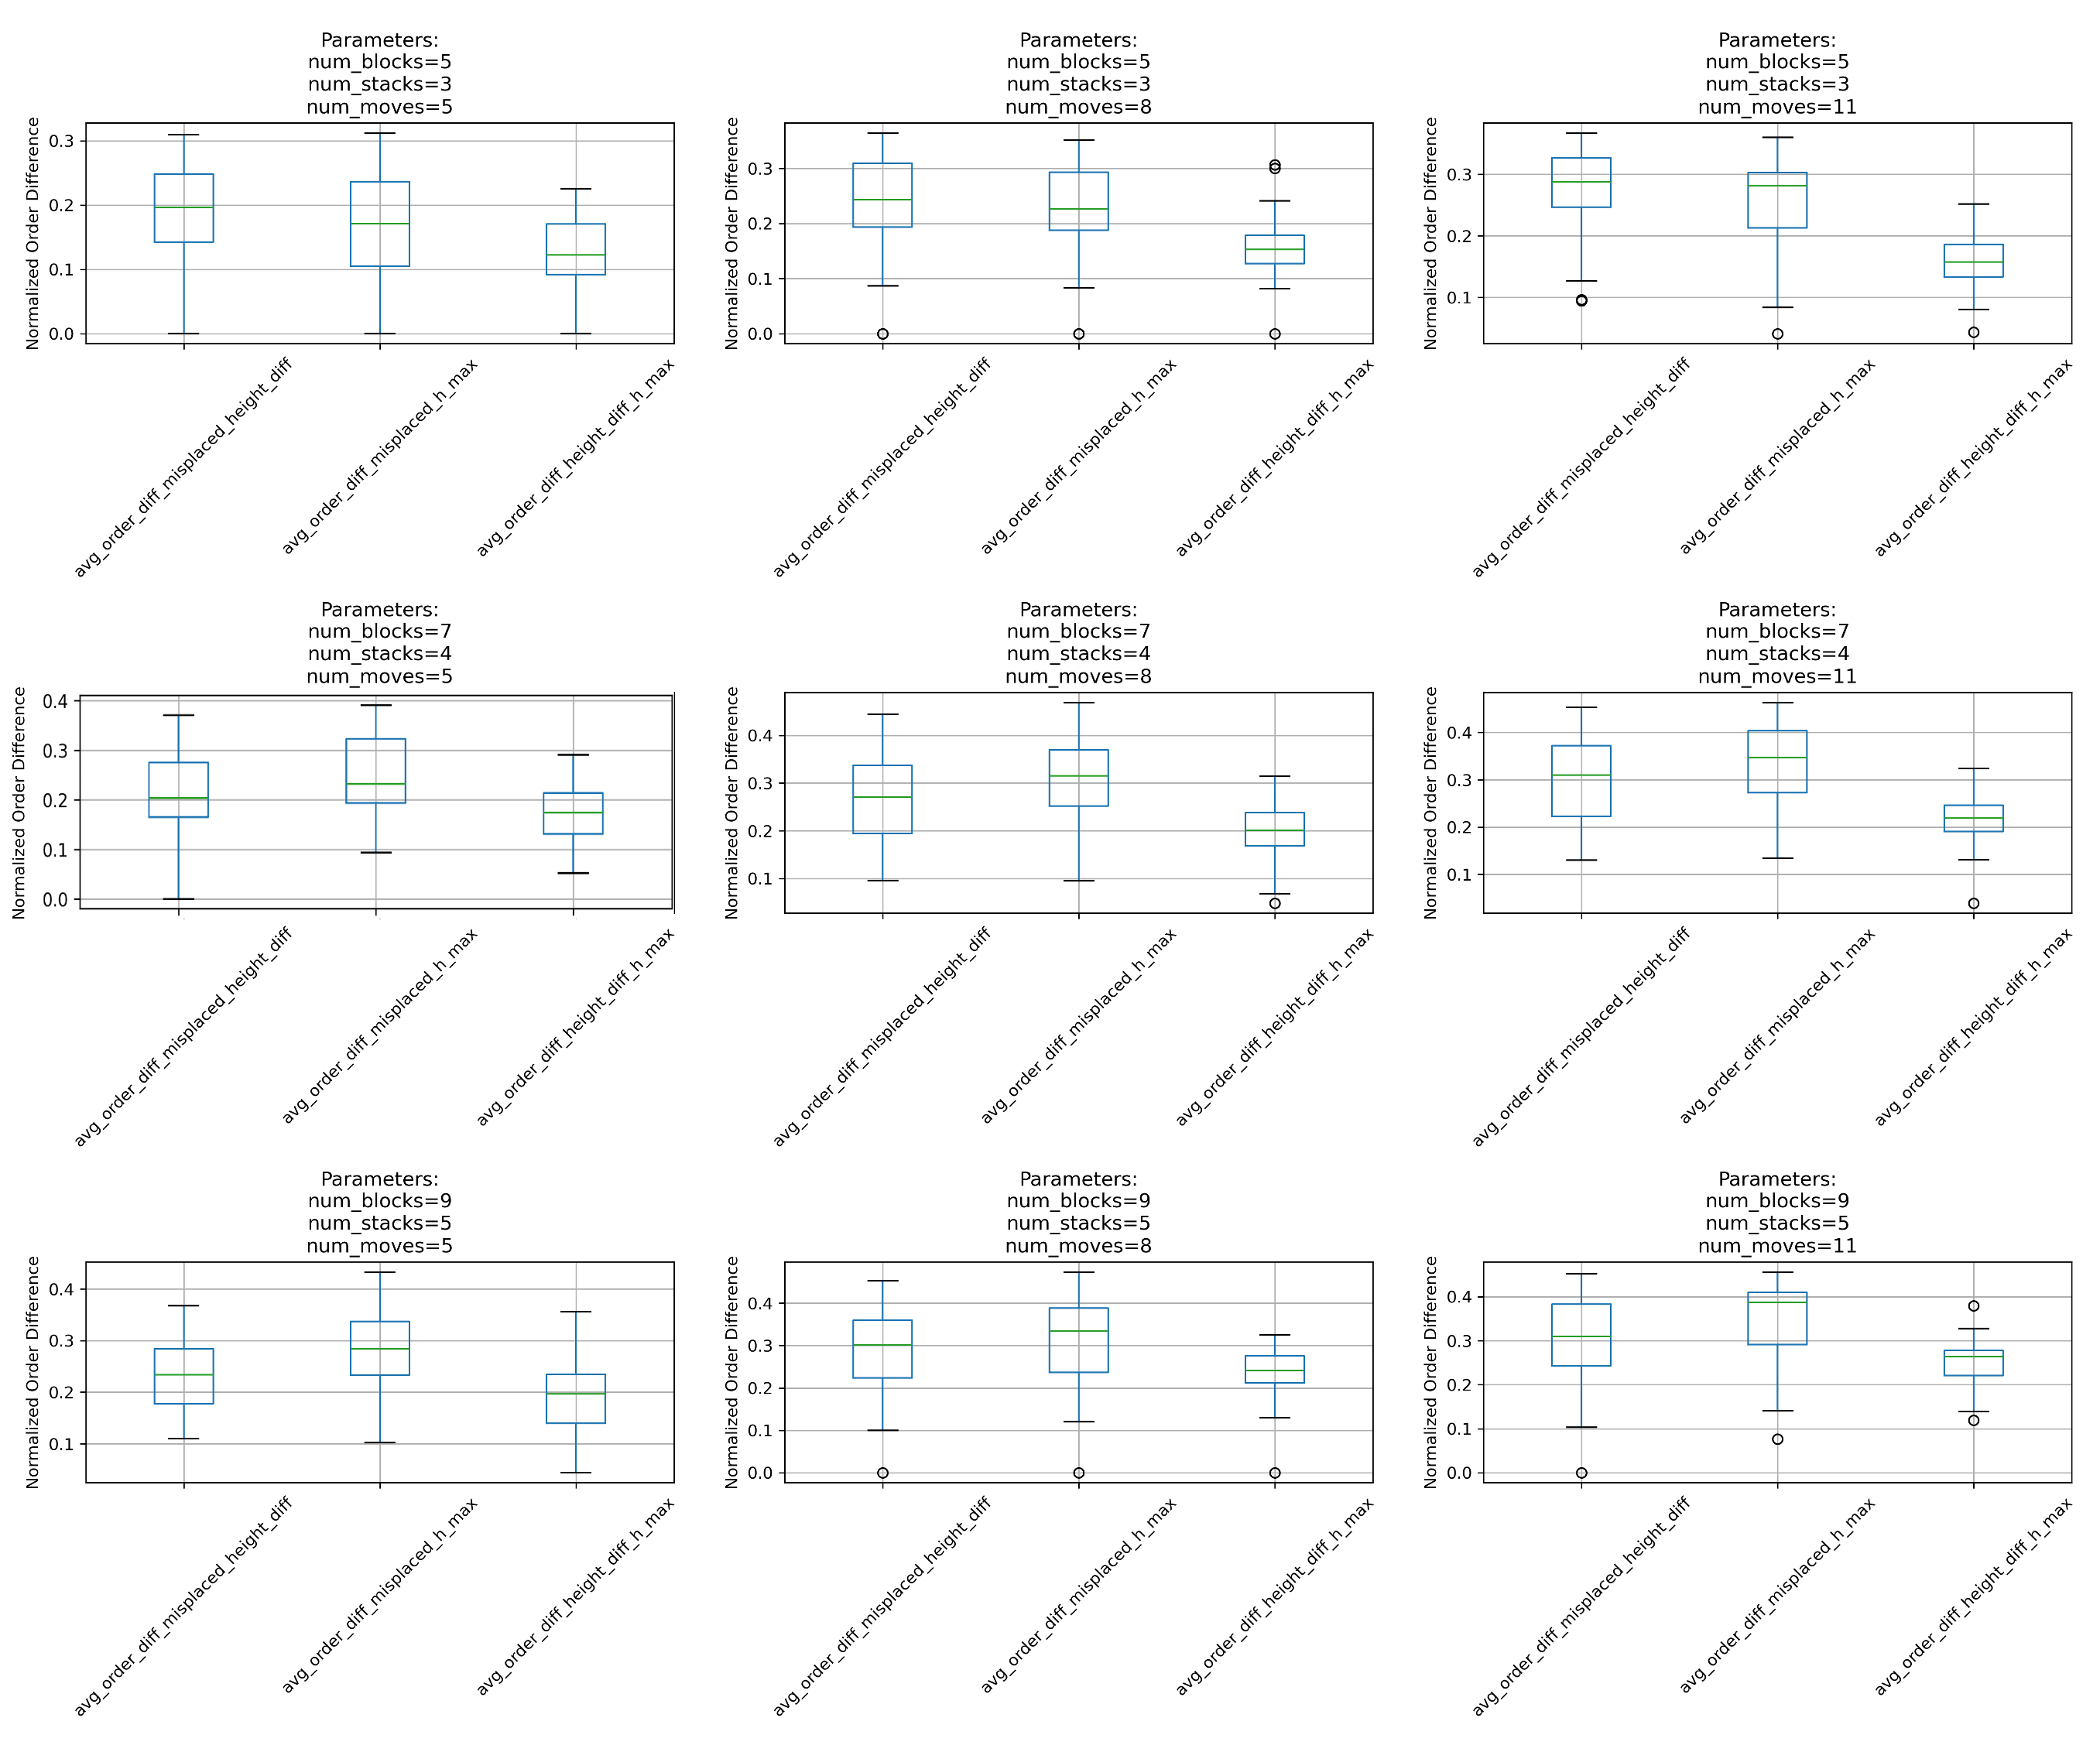 Parameters:
num_blocks=5
num_stacks=3
num_moves=5
Normalized Order Difference
0.3
0.2
0.1
0.0
avg_order_diff_misplaced_height_diff
avg_order_diff_misplaced_h_max
avg_order_diff_height_diff_h_max
Parameters:
num_blocks=5
num_stacks=3
num_moves=8
Normalized Order Difference
0.3
0.2
0.1
0.0
avg_order_diff_misplaced_height_diff
avg_order_diff_misplaced_h_max
avg_order_diff_height_diff_h_max
Parameters:
num_blocks=5
num_stacks=3
num_moves=11
Normalized Order Difference
0.3
0.2
0.1
avg_order_diff_misplaced_height_diff
avg_order_diff_misplaced_h_max
avg_order_diff_height_diff_h_max
Parameters:
num_blocks=7
num_stacks=4
num_moves=5
Normalized Order Difference
0.4
0.3
0.2
0.1
0.0
avg_order_diff_misplaced_height_diff
avg_order_diff_misplaced_h_max
avg_order_diff_height_diff_h_max
Parameters:
num_blocks=7
num_stacks=4
num_moves=8
Normalized Order Difference
0.4
0.3
0.2
0.1
avg_order_diff_misplaced_height_diff
avg_order_diff_misplaced_h_max
avg_order_diff_height_diff_h_max
Parameters:
num_blocks=7
num_stacks=4
num_moves=11
Normalized Order Difference
0.4
0.3
0.2
0.1
avg_order_diff_misplaced_height_diff
avg_order_diff_misplaced_h_max
avg_order_diff_height_diff_h_max
Parameters:
num_blocks=9
num_stacks=5
num_moves=5
Normalized Order Difference
0.4
0.3
0.2
0.1
avg_order_diff_misplaced_height_diff
avg_order_diff_misplaced_h_max
avg_order_diff_height_diff_h_max
Parameters:
num_blocks=9
num_stacks=5
num_moves=8
Normalized Order Difference
0.4
0.3
0.2
0.1
0.0
avg_order_diff_misplaced_height_diff
avg_order_diff_misplaced_h_max
avg_order_diff_height_diff_h_max
Parameters:
num_blocks=9
num_stacks=5
num_moves=11
Normalized Order Difference
0.4
0.3
0.2
0.1
0.0
avg_order_diff_misplaced_height_diff
avg_order_diff_misplaced_h_max
avg_order_diff_height_diff_h_max